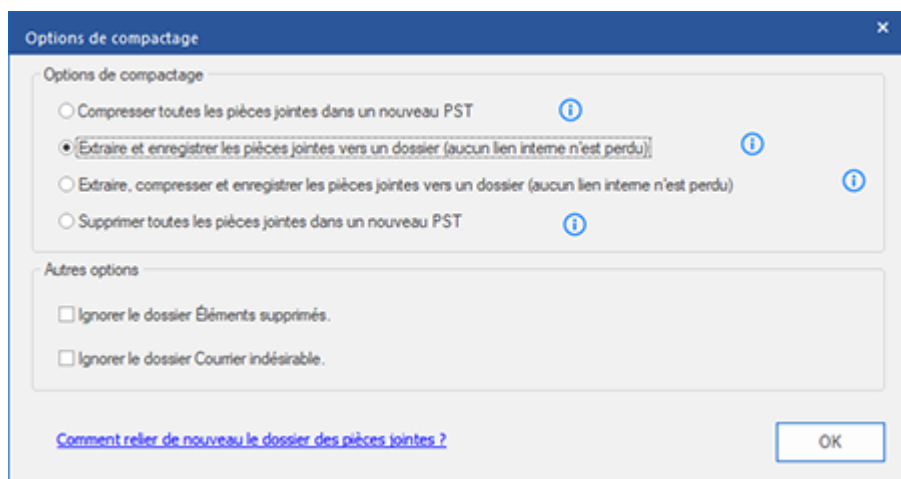 Options de compactage
Options de compactage
Compresser toutes les pièces jointes dans un nouveau PST
Extraire et enregistrer les pièces jointes vers un dossier (aucun lien interne n'est perdu)
Extraire, compresser et enregistrer les pièces jointes vers un dossier (aucun lien interne n'est perdu)
Supprimer toutes les pièces jointes dans un nouveau PST
Autres options
Ignorer le dossier Éléments supprimés.
Ignorer le dossier Courrier indésirable.
Comment relier de nouveau le dossier des pièces jointes ?
OK